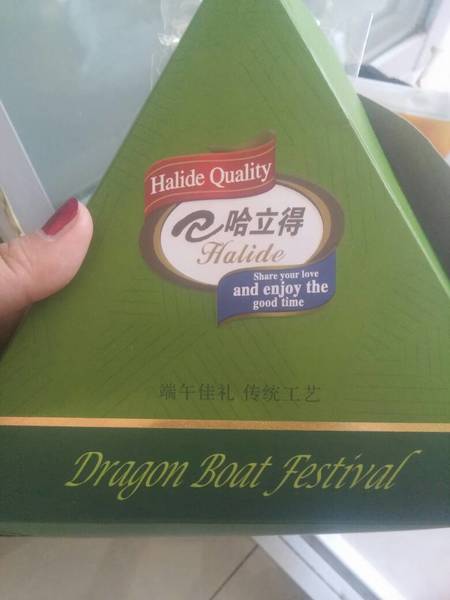 Halide Quality
哈立得
Halide
Share your love
and enjoy the
good time
端午佳礼 传统工艺
Dragon Boat Festival